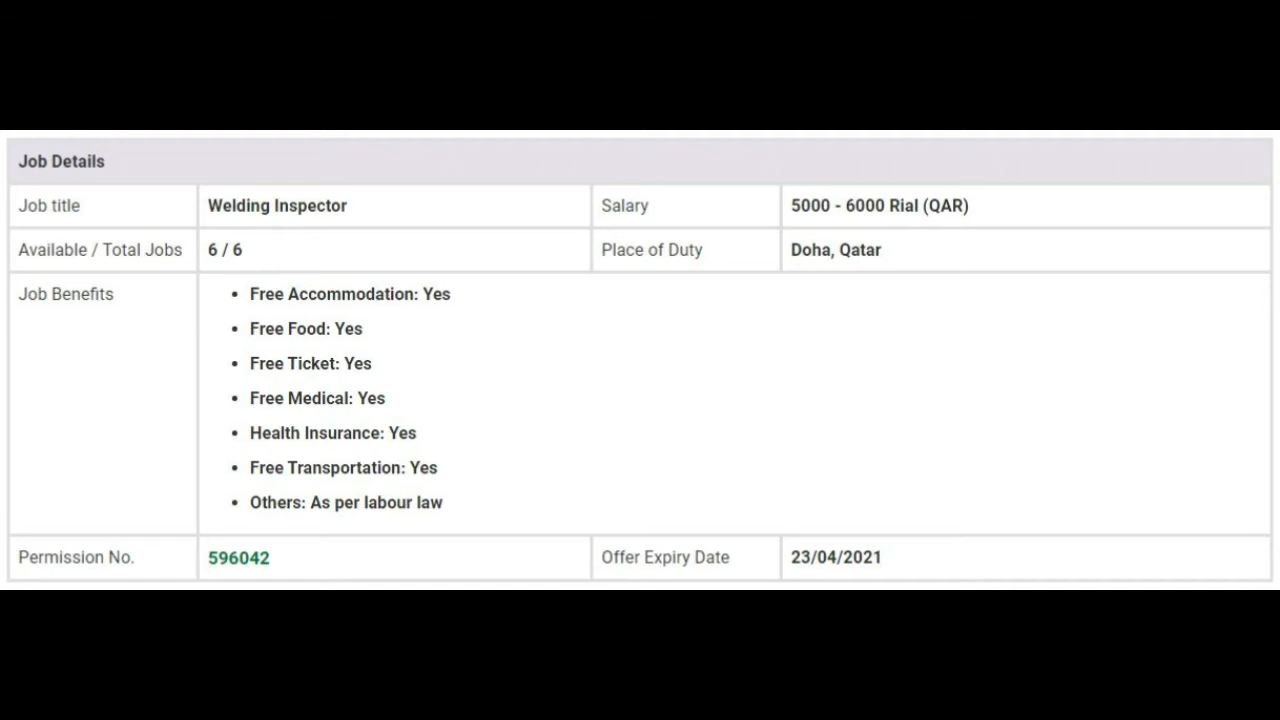 Job Details
Job title Welding Inspector Salary 5000 - 6000 Rial (QAR)
Available / Total Jobs 6 / 6 Place of Duty Doha, Qatar
Job Benefits
• Free Accommodation: Yes
• Free Food: Yes
• Free Ticket: Yes
• Free Medical: Yes
• Health Insurance: Yes
• Free Transportation: Yes
• Others: As per labour law
Permission No. 596042 Offer Expiry Date 23/04/2021